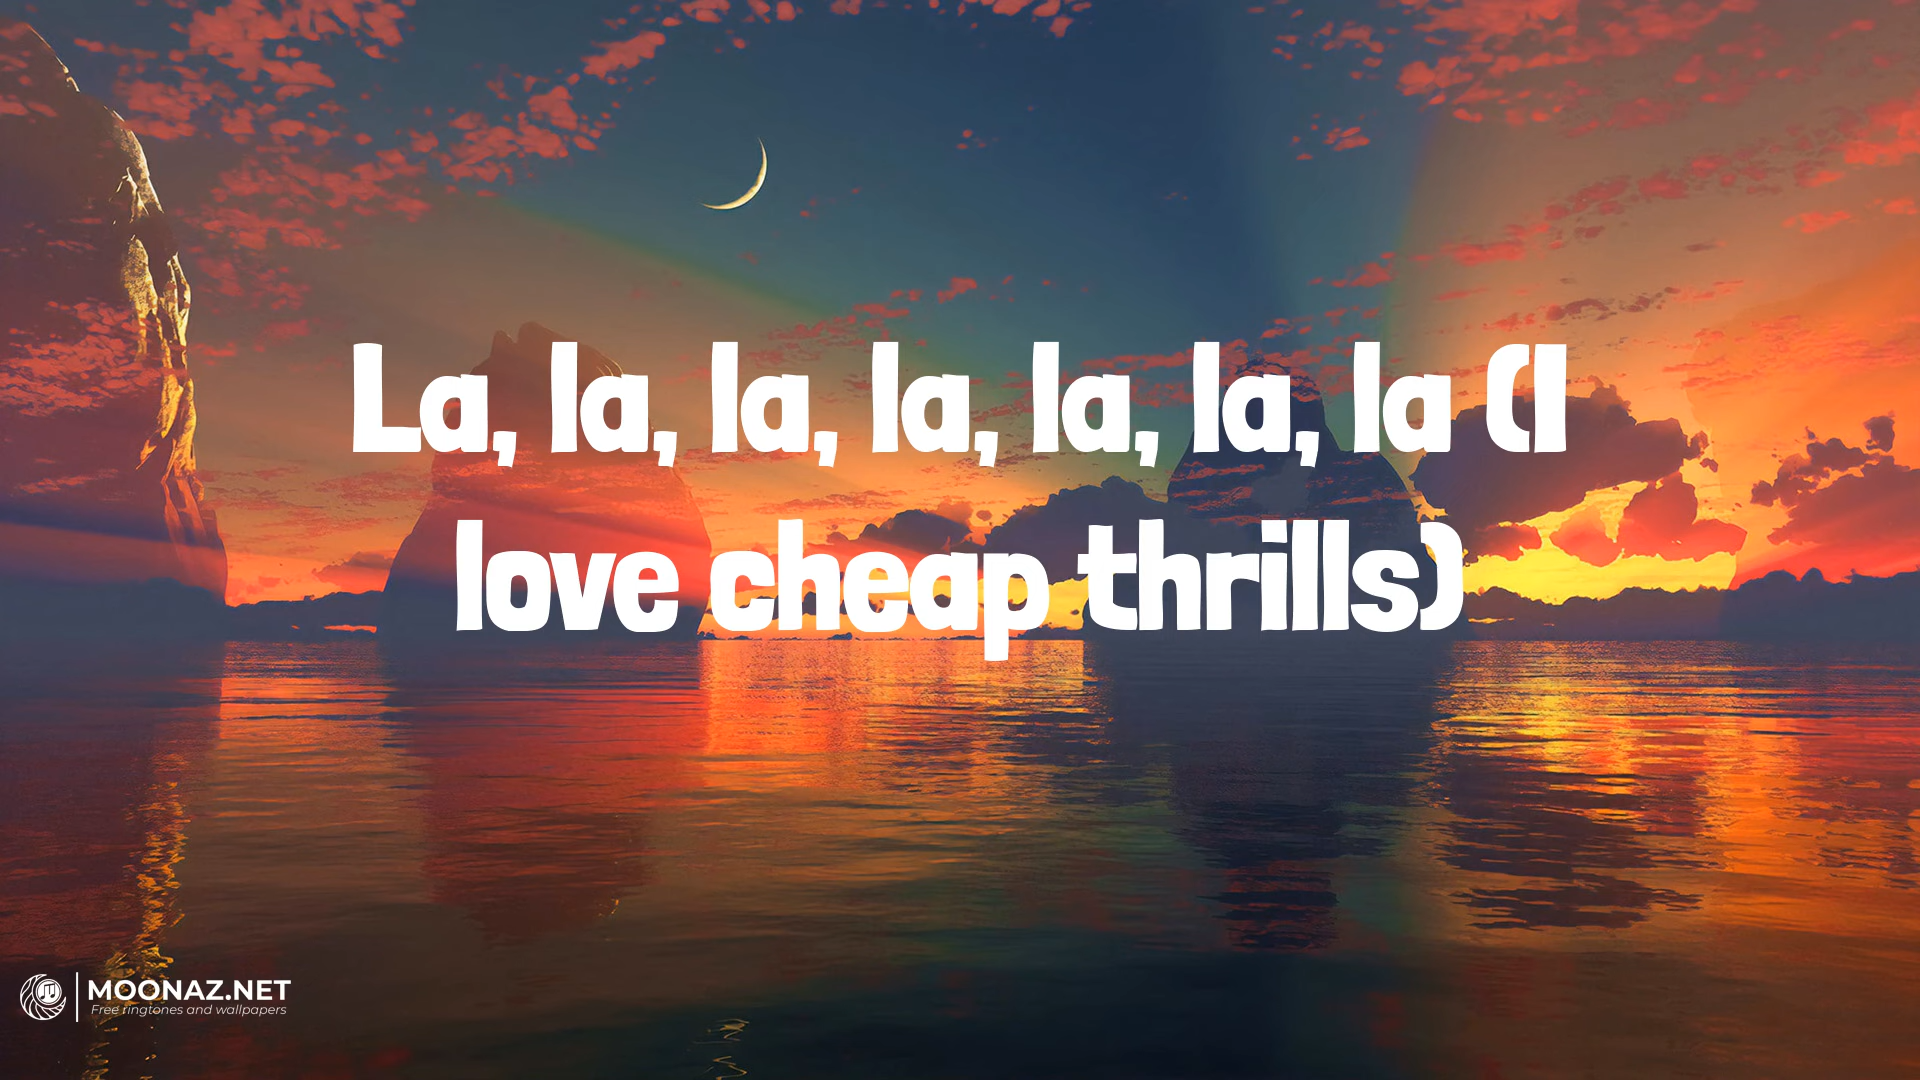 La, la, la, la, la, la, la (I
love cheap thrills)
MOONAZ.NET
Free ringtones and wallpapers